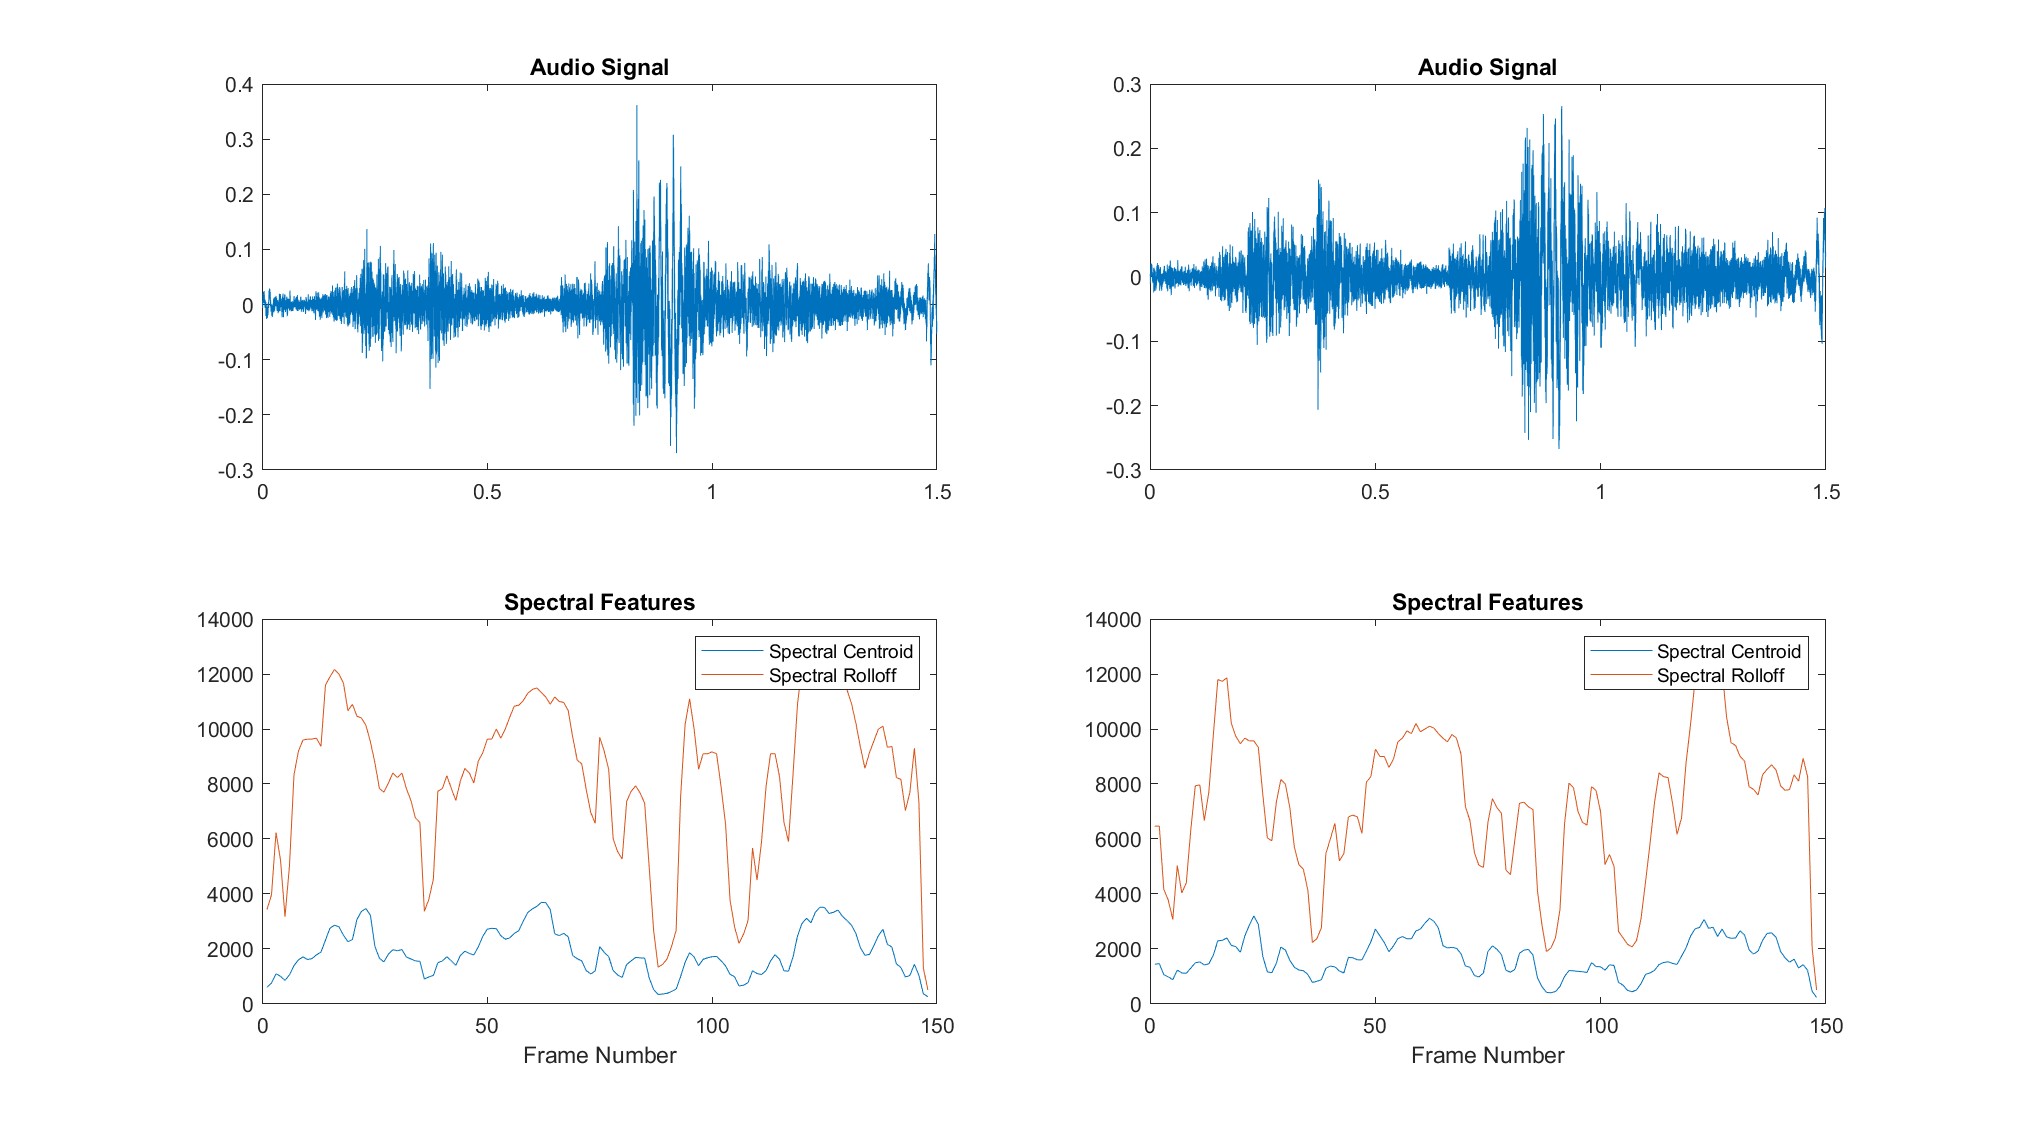 Audio Signal
0.4
0.3
0.2
0.1
0
-0.1
-0.2
-0.3
0 0.5 1 1.5
Audio Signal
0.3
0.2
0.1
0
-0.1
-0.2
-0.3
0 0.5 1 1.5
Spectral Features
14000
12000
10000
8000
6000
4000
2000
0
Spectral Centroid
Spectral Rolloff
0 50 100 150
Frame Number
Spectral Features
14000
12000
10000
8000
6000
4000
2000
0
Spectral Centroid
Spectral Rolloff
0 50 100 150
Frame Number